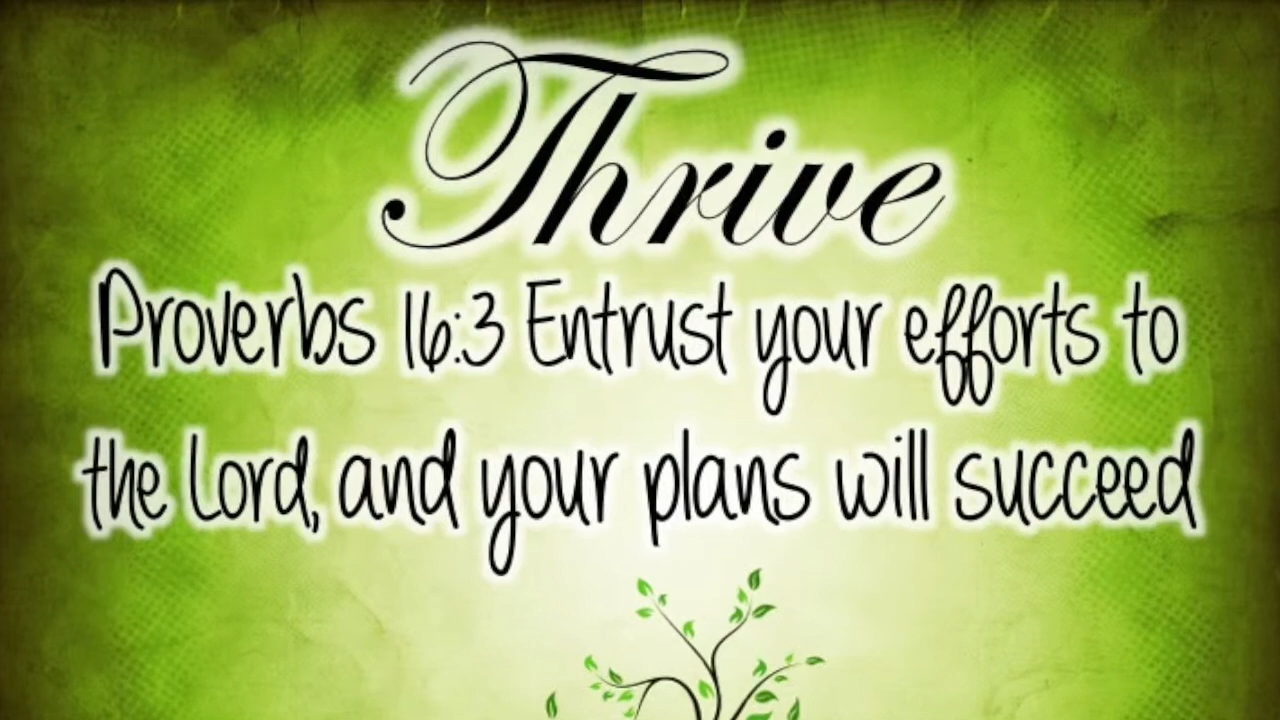 Thrive
Proverbs 16:3 Entrust your efforts to
the Lord, and your plans will succeed